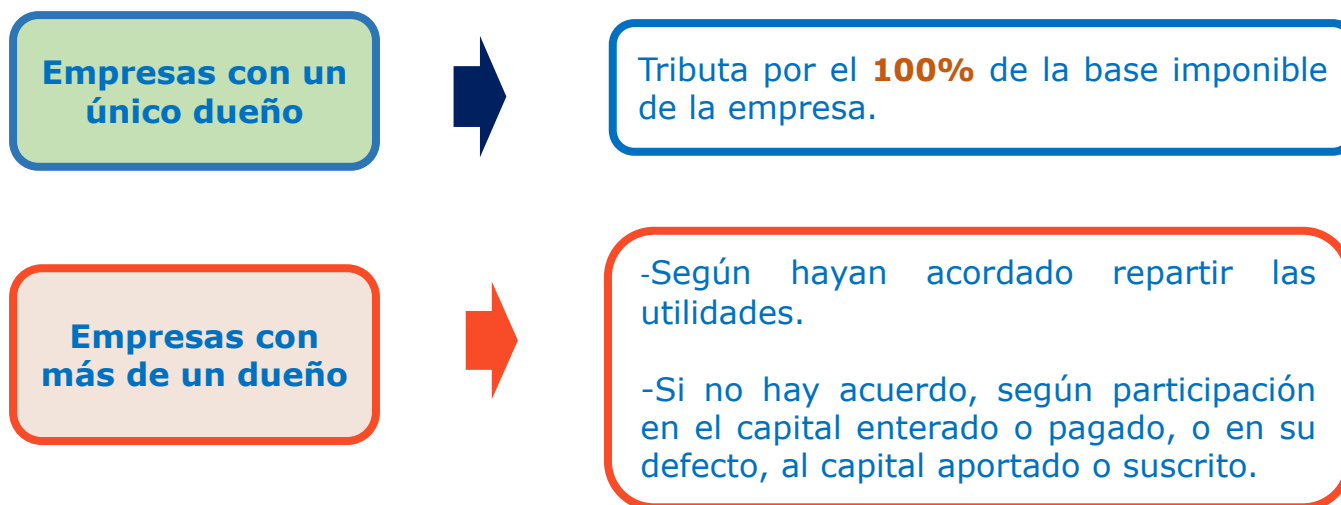 Empresas con un
único dueño
Tributa por el 100% de la base imponible
de la empresa.
Empresas con
más de un dueño
-Según hayan acordado repartir las
utilidades.
-Si no hay acuerdo, según participación
en el capital enterado o pagado, o en su
defecto, al capital aportado o suscrito.